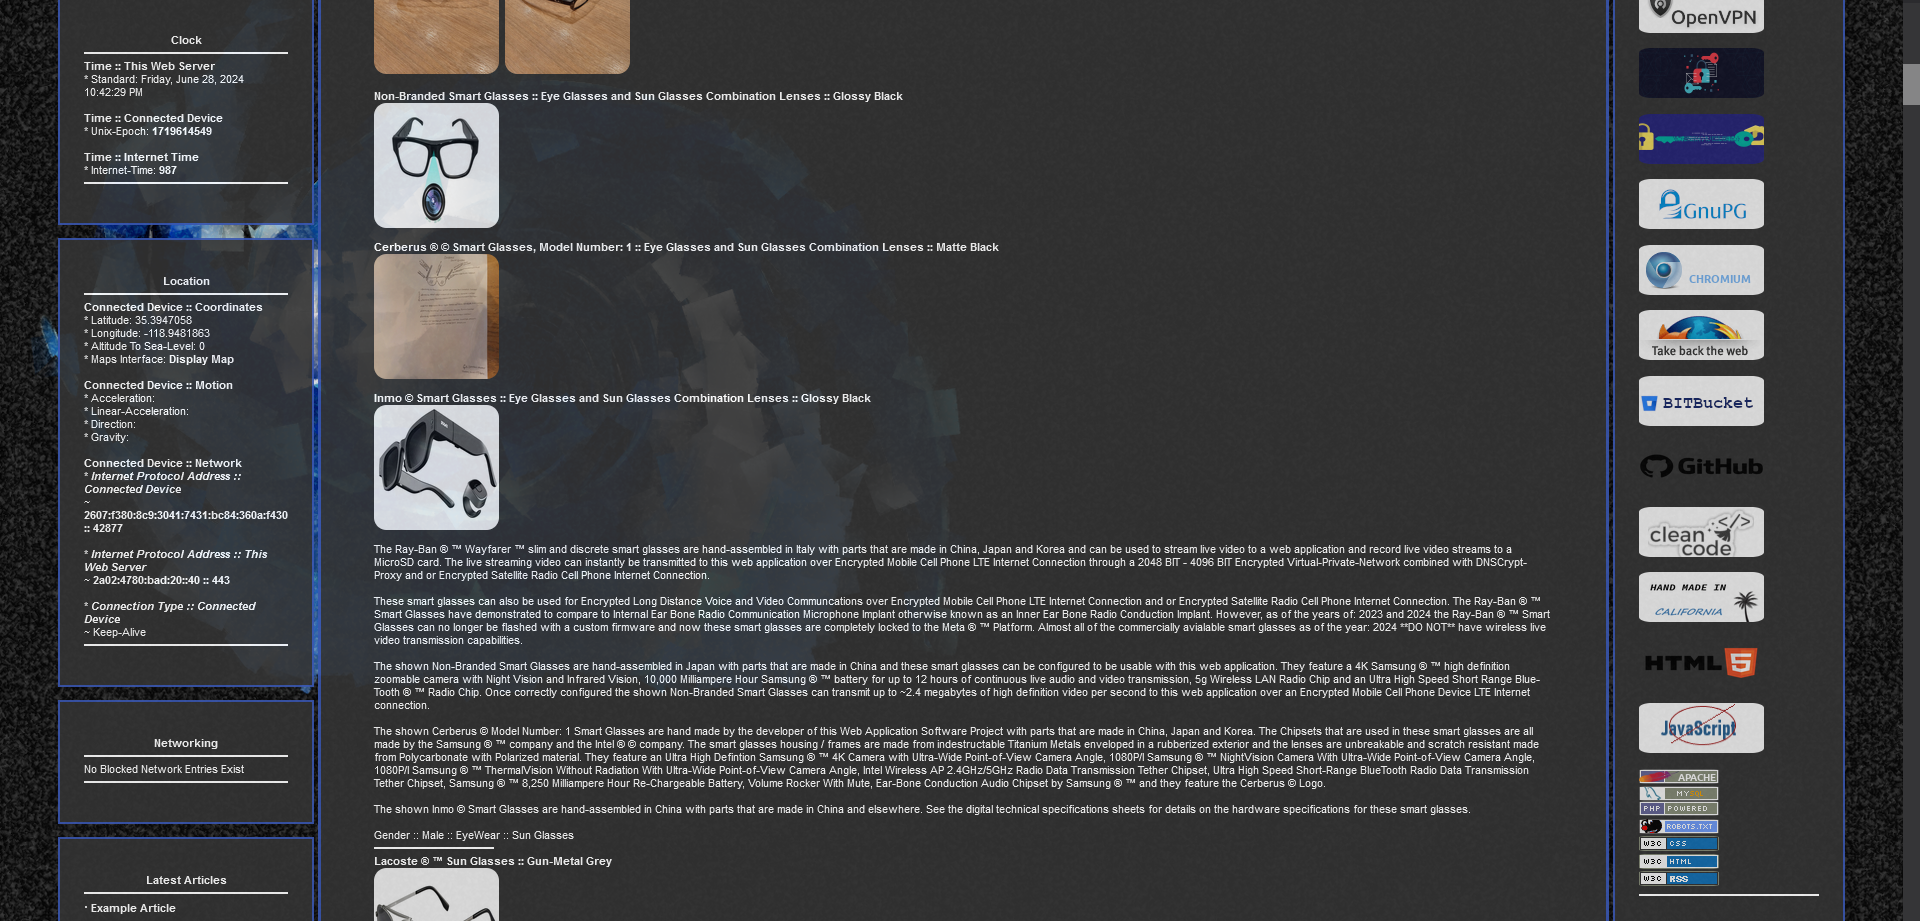 Clock
Time :: This Web Server
* Standard: Friday, June 28, 2024
10:42:29 PM
Time :: Connected Device
* Unix-Epoch: 1719614549
Time :: Internet Time
* Internet-Time: 987
Location
Connected Device :: Coordinates
* Latitude: 35.3947058
* Longitude: -118.9481863
* Altitude To Sea-Level: 0
* Maps Interface: Display Map
Connected Device :: Motion
* Acceleration:
* Linear-Acceleration:
* Direction:
* Gravity:
Connected Device :: Network
* Internet Protocol Address ::
Connected Device
~
2607:f380:8c9:3041:7431:bc84:360a:f430
:: 42877
* Internet Protocol Address :: This
Web Server
~ 2a02:4780:bad:20::40 :: 443
* Connection Type :: Connected
Device
~ Keep-Alive
Networking
No Blocked Network Entries Exist
Latest Articles
· Example Article
Non-Branded Smart Glasses :: Eye Glasses and Sun Glasses Combination Lenses :: Glossy Black
Cerberus ® © Smart Glasses, Model Number: 1 :: Eye Glasses and Sun Glasses Combination Lenses :: Matte Black
Inmo © Smart Glasses :: Eye Glasses and Sun Glasses Combination Lenses :: Glossy Black
The Ray-Ban ® ™ Wayfarer ™ slim and discrete smart glasses are hand-assembled in Italy with parts that are made in China, Japan and Korea and can be used to stream live video to a web application and record live video streams to a
MicroSD card. The live streaming video can instantly be transmitted to this web application over Encrypted Mobile Cell Phone LTE Internet Connection through a 2048 BIT - 4096 BIT Encrypted Virtual-Private-Network combined with DNSCrypt-
Proxy and or Encrypted Satellite Radio Cell Phone Internet Connection.
These smart glasses can also be used for Encrypted Long Distance Voice and Video Communcations over Encrypted Mobile Cell Phone LTE Internet Connection and or Encrypted Satellite Radio Cell Phone Internet Connection. The Ray-Ban ® ™
Smart Glasses have demonstrated to compare to Internal Ear Bone Radio Communication Microphone Implant otherwise known as an Inner Ear Bone Radio Conduction Implant. However, as of the years of: 2023 and 2024 the Ray-Ban ® ™ Smart
Glasses can no longer be flashed with a custom firmware and now these smart glasses are completely locked to the Meta ® ™ Platform. Almost all of the commercially avialable smart glasses as of the year: 2024 **DO NOT** have wireless live
video transmission capabilities.
The shown Non-Branded Smart Glasses are hand-assembled in Japan with parts that are made in China and these smart glasses can be configured to be usable with this web application. They feature a 4K Samsung ® ™ high definition
zoomable camera with Night Vision and Infrared Vision, 10,000 Milliampere Hour Samsung ® ™ battery for up to 12 hours of continuous live audio and video transmission, 5g Wireless LAN Radio Chip and an Ultra High Speed Short Range Blue-
Tooth ® ™ Radio Chip. Once correctly configured the shown Non-Branded Smart Glasses can transmit up to ~2.4 megabytes of high definition video per second to this web application over an Encrypted Mobile Cell Phone Device LTE Internet
connection.
The shown Cerberus © Model Number: 1 Smart Glasses are hand made by the developer of this Web Application Software Project with parts that are made in China, Japan and Korea. The Chipsets that are used in these smart glasses are all
made by the Samsung ® ™ company and the Intel ® © company. The smart glasses housing / frames are made from indestructable Titanium Metals enveloped in a rubberized exterior and the lenses are unbreakable and scratch resistant made
from Polycarbonate with Polarized material. They feature an Ultra High Defintion Samsung ® ™ 4K Camera with Ultra-Wide Point-of-View Camera Angle, 1080P/I Samsung ® ™ NightVision Camera With Ultra-Wide Point-of-View Camera Angle,
1080P/I Samsung ® ™ ThermalVision Without Radiation With Ultra-Wide Point-of-View Camera Angle, Intel Wireless AP 2.4GHz/5GHz Radio Data Transmission Tether Chipset, Ultra High Speed Short-Range BlueTooth Radio Data Transmission
Tether Chipset, Samsung ® ™ 8,250 Milliampere Hour Re-Chargeable Battery, Volume Rocker With Mute, Ear-Bone Conduction Audio Chipset by Samsung ® ™ and they feature the Cerberus © Logo.
The shown Inmo © Smart Glasses are hand-assembled in China with parts that are made in China and elsewhere. See the digital technical specifications sheets for details on the hardware specifications for these smart glasses.
Gender :: Male :: EyeWear :: Sun Glasses
Lacoste ® ™ Sun Glasses :: Gun-Metal Grey
OpenVPN
GnuPG
CHROMIUM
Take back the web
BITBucket
GitHub
</>
clean
code
HAND MADE IN
CALIFORNIA
HTML5
JavaScript
APACHE
MYSQL
PHP POWERED
ROBOTS.TXT
W3C CSS
W3C HTML
W3C RSS